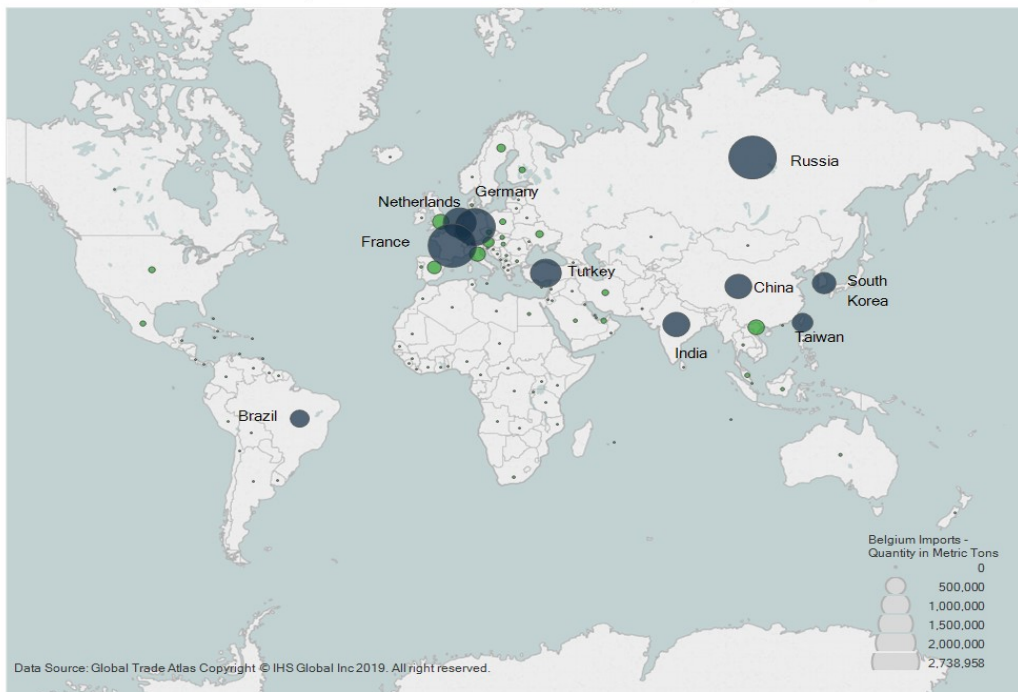 Russia
Germany
Netherlands
France
Turkey
China
South
Korea
Taiwan
India
Brazil
Belgium Imports -
Quantity in Metric Tons
0
500,000
1,000,000
1,500,000
2,000,000
2,738,958
Data Source: Global Trade Atlas Copyright © IHS Global Inc 2019. All right reserved.